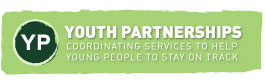 YP
YOUTH PARTNERSHIPS
COORDINATING SERVICES TO HELP
YOUNG PEOPLE TO STAY ON TRACK